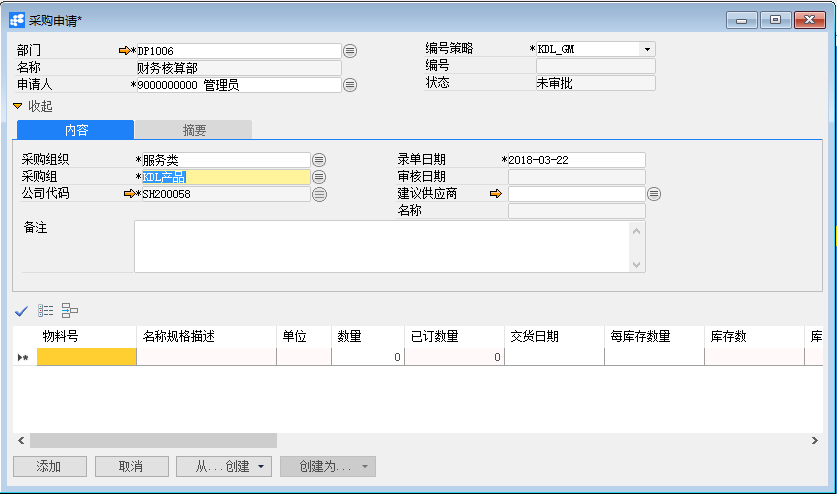 采购申请*
部门 *DP1006 编号策略 *KDL_GM
名称 财务核算部 编号
申请人 *9000000000 管理员 状态 未审批
收起
内容 摘要
采购组织 *服务类 录单日期 *2018-03-22
采购组 *KDL产品 审核日期
公司代码 *SH200058 建议供应商
名称
备注
物料号 名称规格描述 单位 数量 已订数量 交货日期 每库存数量 库存数 库
0 0
添加 取消 从...创建 创建为...